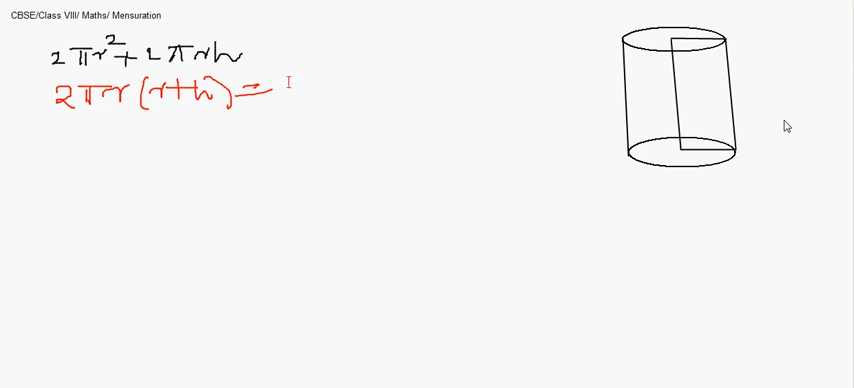 CBSE/Class VIII/ Maths/ Mensuration
2πr²+2πrh
2πr(r+h)=